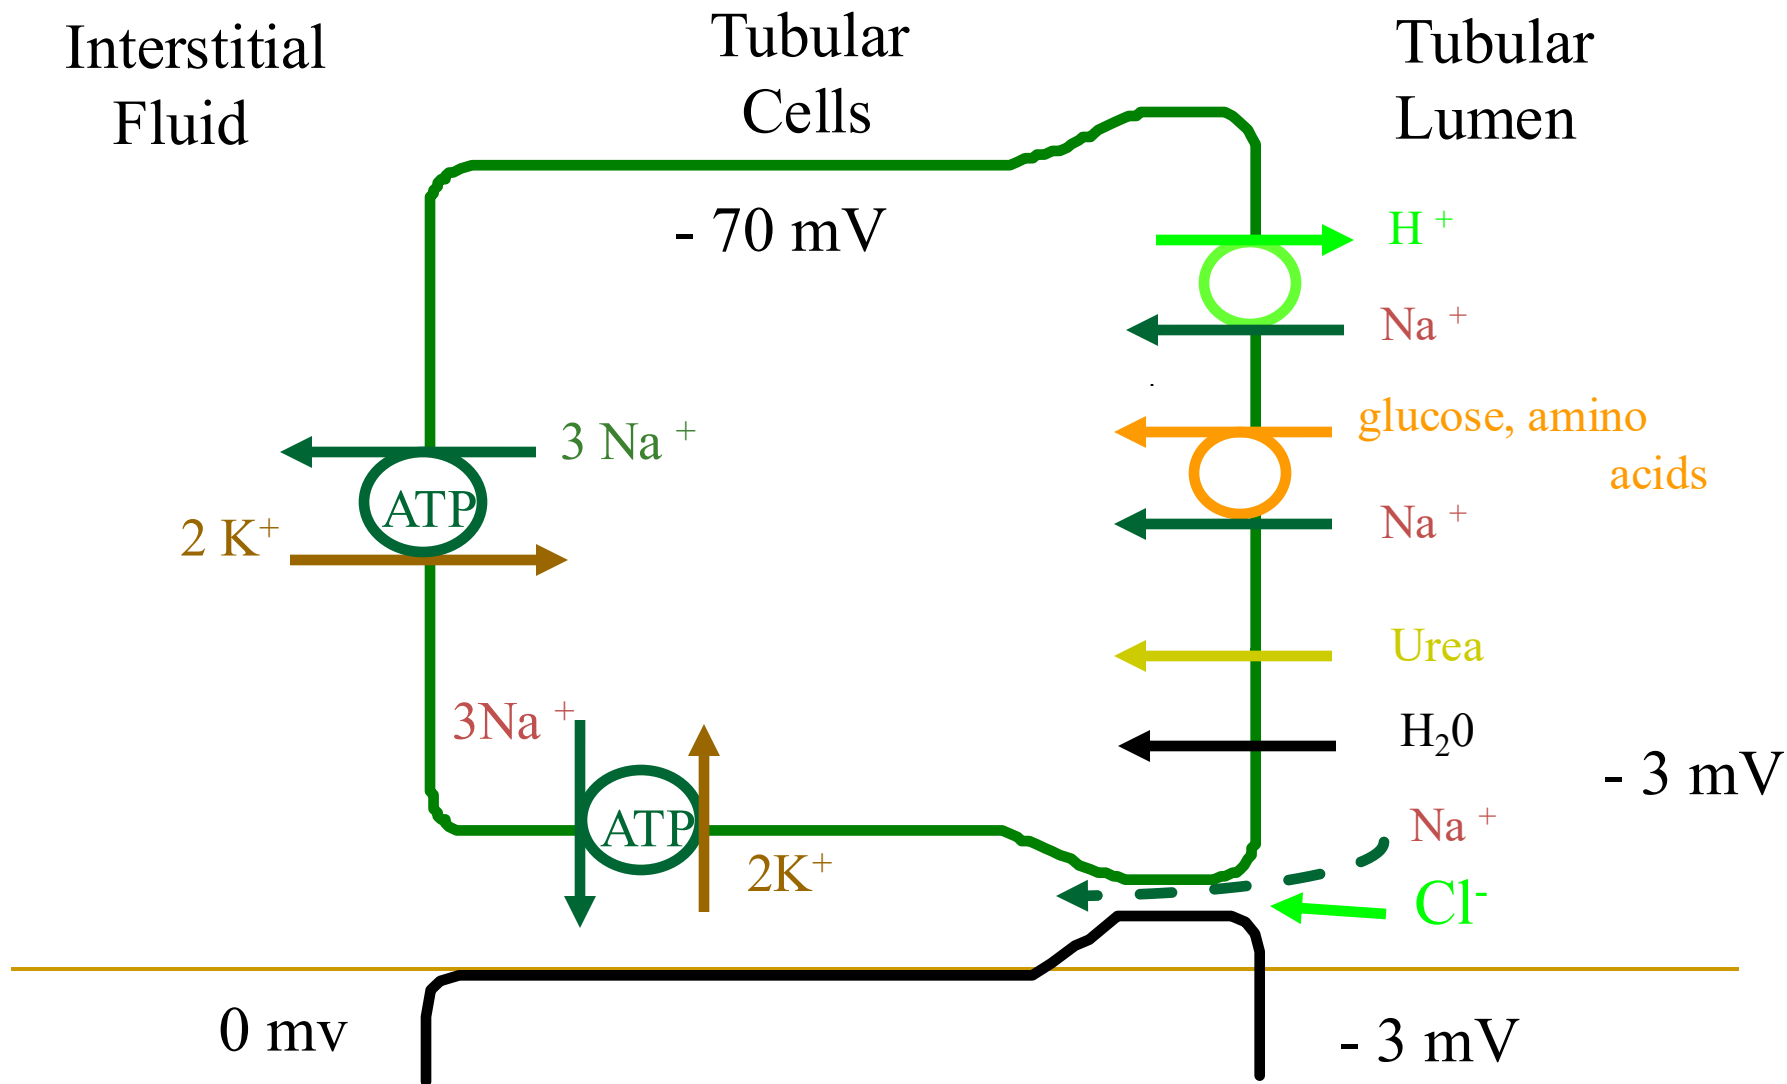 Interstitial
Fluid
Tubular
Cells
Tubular
Lumen
- 70 mV
H +
Na +
glucose, amino
acids
3 Na +
ATP
2 K+
Na +
Urea
3Na +
H20
- 3 mV
ATP
Na +
2K+
Cl-
0 mv
- 3 mV